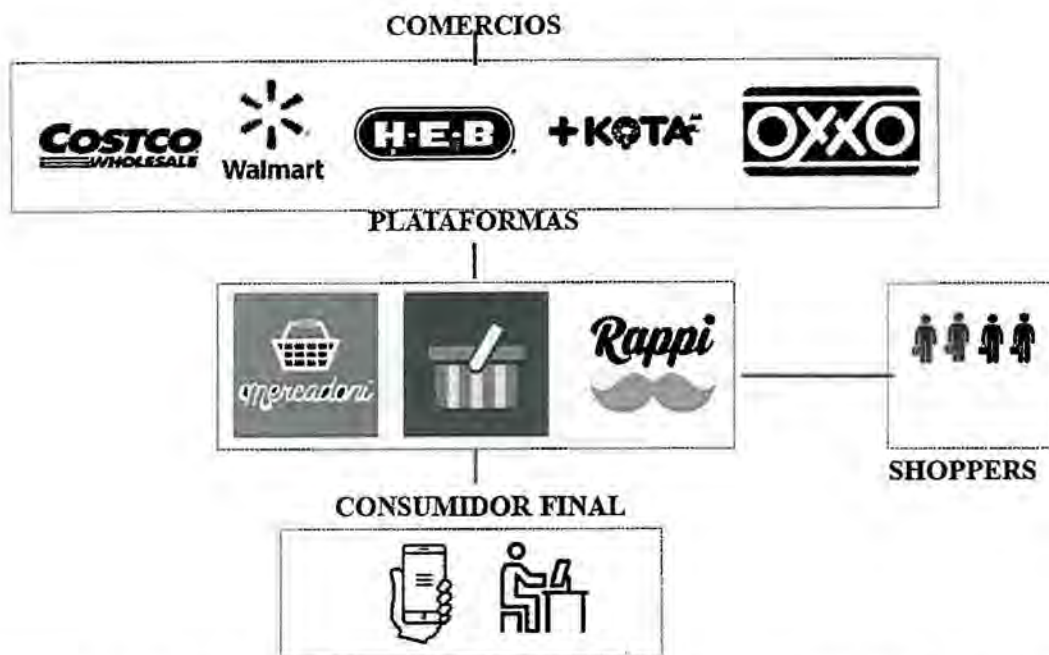 COMERCIOS
COSTCO
WHOLESALE
Walmart
H·E·B
+KOTA
OXXO
PLATAFORMAS
mercadoni
Rappi
SHOPPERS
CONSUMIDOR FINAL